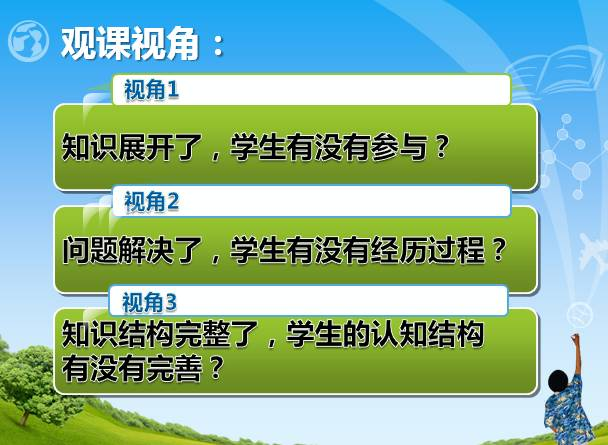 观课视角：
视角1
知识展开了，学生有没有参与？
视角2
问题解决了，学生有没有经历过程？
视角3
知识结构完整了，学生的认知结构
有没有完善？